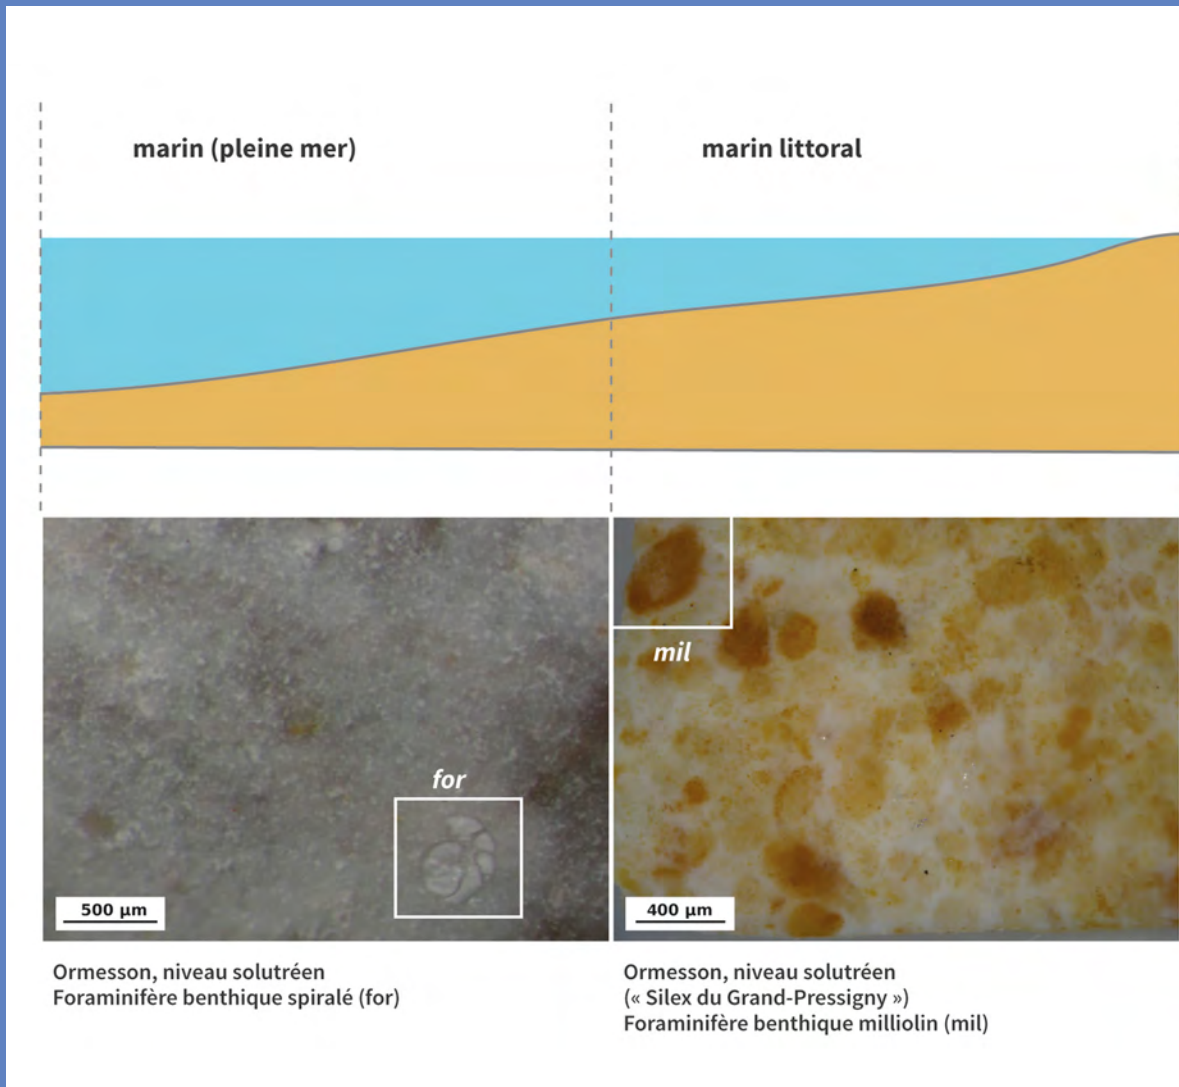 marin (pleine mer)
marin littoral
for
500 µm
mil
400 µm
Ormesson, niveau solutréen
Foraminifère benthique spiralé (for)
Ormesson, niveau solutréen
(« Silex du Grand-Pressigny »)
Foraminifère benthique milliolin (mil)